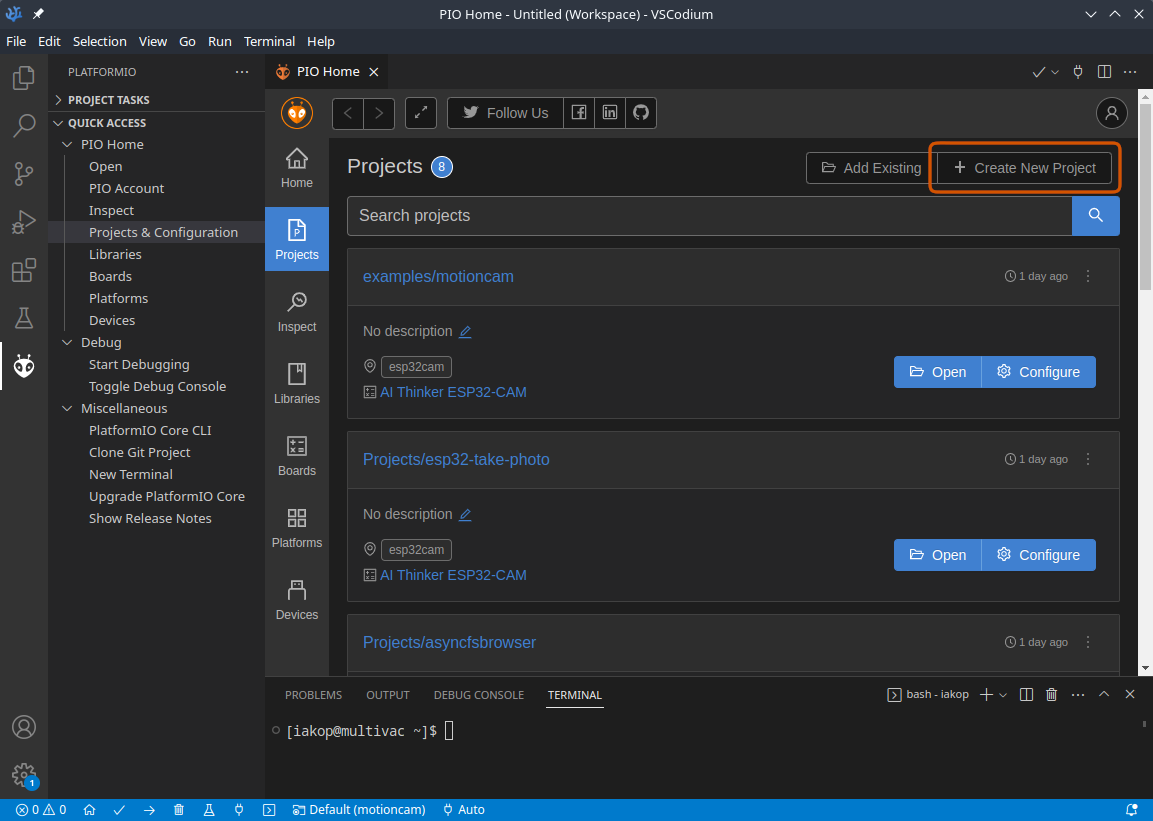 PIO Home - Untitled (Workspace) - VSCodium
File Edit Selection View Go Run Terminal Help
PLATFORMIO
PROJECT TASKS
QUICK ACCESS
PIO Home
Open
PIO Account
Inspect
Projects & Configuration
Libraries
Boards
Platforms
Devices
Debug
Start Debugging
Toggle Debug Console
Miscellaneous
PlatformIO Core CLI
Clone Git Project
New Terminal
Upgrade PlatformIO Core
Show Release Notes
1
PIO Home
Follow Us
Home
Projects
Inspect
Libraries
Boards
Platforms
Devices
Projects 8
Add Existing
Create New Project
Search projects
examples/motioncam
1 day ago
No description
esp32cam
AI Thinker ESP32-CAM
Open
Configure
Projects/esp32-take-photo
1 day ago
No description
esp32cam
AI Thinker ESP32-CAM
Open
Configure
Projects/asyncfsbrowser
1 day ago
PROBLEMS OUTPUT DEBUG CONSOLE TERMINAL
bash - iakop
[iakop@multivac ~]$
0 0 Default (motioncam) Auto